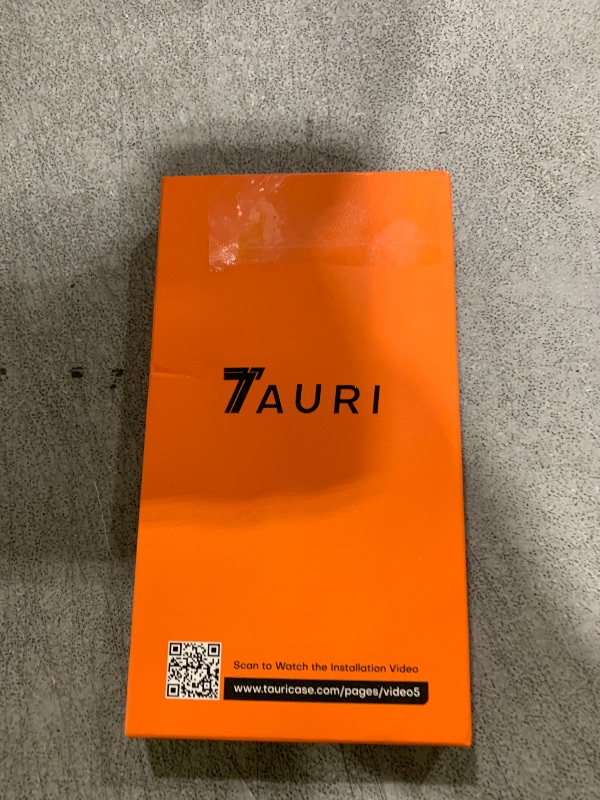 TAURI
Scan to Watch the Installation Video
www.tauricase.com/pages/video5